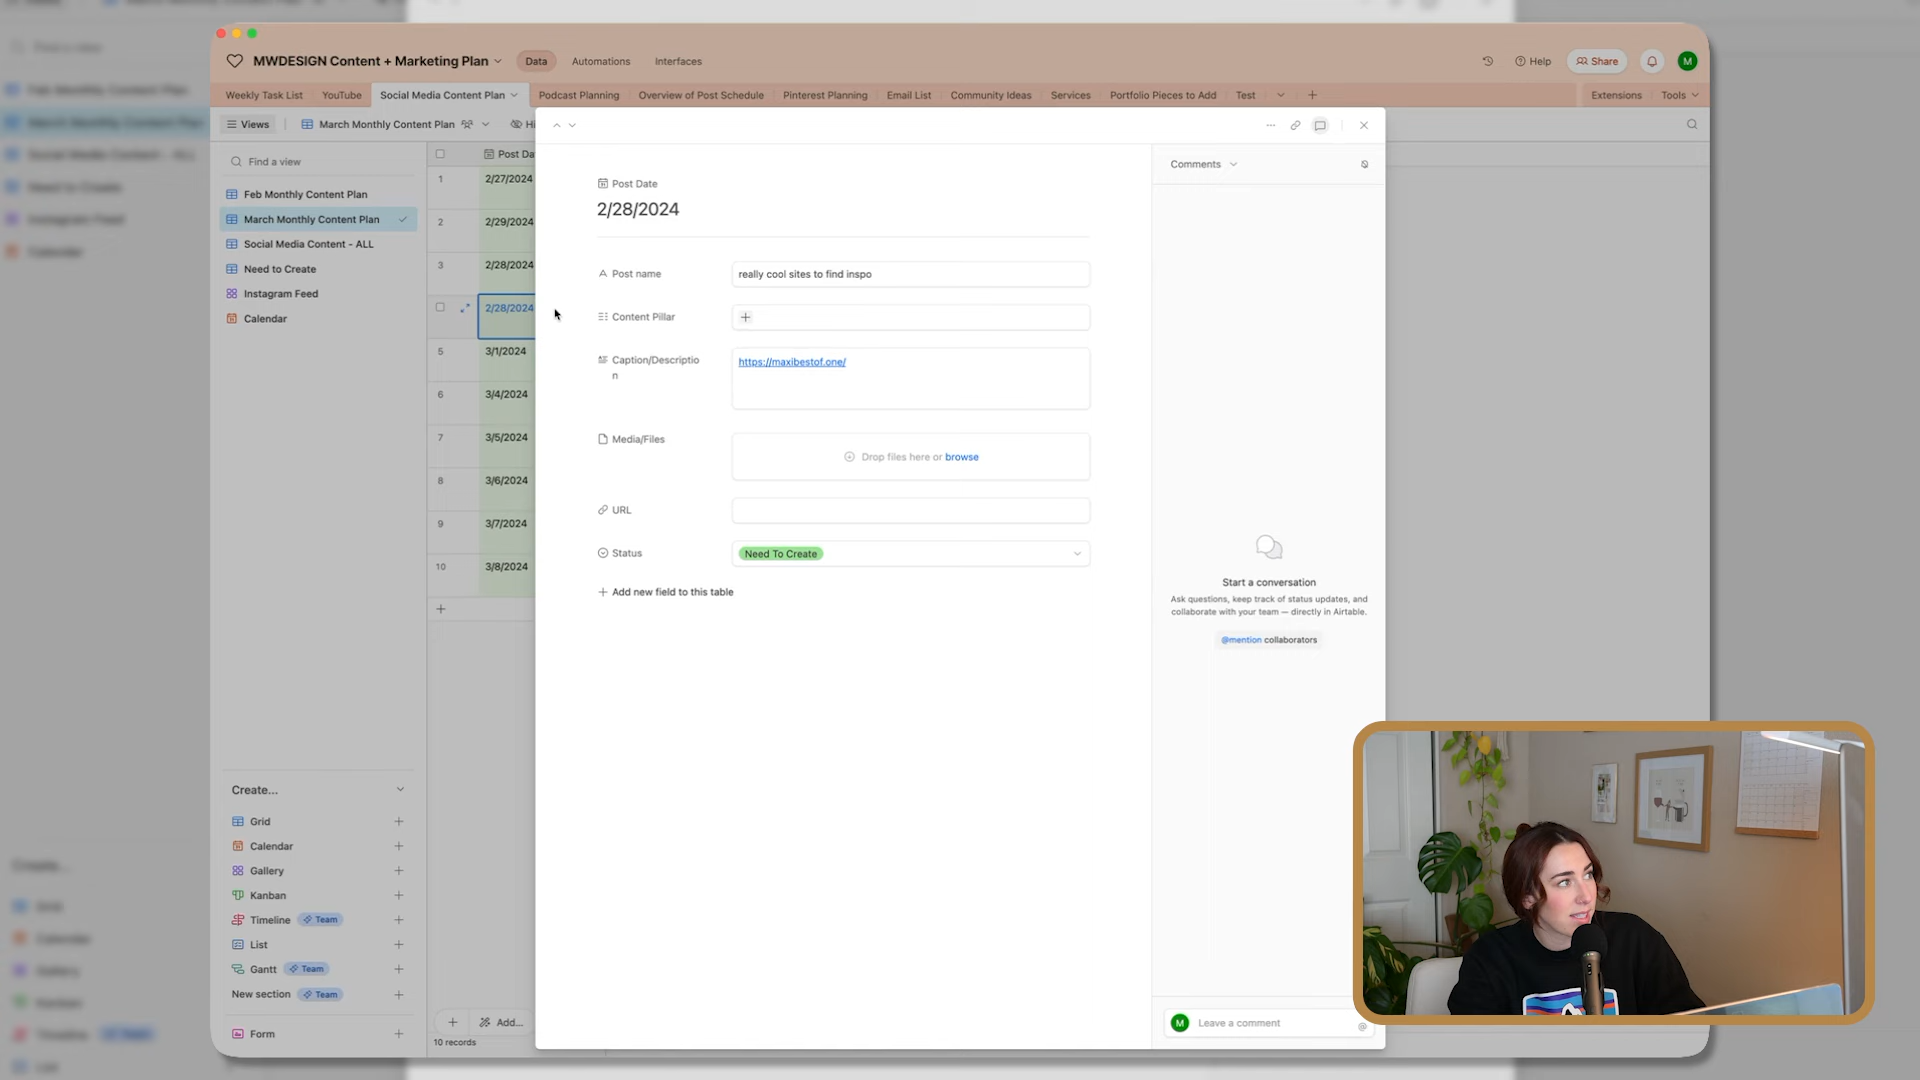 MWDESIGN Content + Marketing Plan
Data
Automations
Interfaces
Help
Share
M
Weekly Task List
YouTube
Social Media Content Plan
Podcast Planning
Overview of Post Schedule
Pinterest Planning
Email List
Community Ideas
Services
Portfolio Pieces to Add
Test
Extensions
Tools
Views
March Monthly Content Plan
Find a view
Feb Monthly Content Plan
March Monthly Content Plan
Social Media Content - ALL
Need to Create
Instagram Feed
Calendar
Create...
Grid
Calendar
Gallery
Kanban
Timeline Team
List
Gantt Team
New section Team
Form
1 2/27/2024
2 2/29/2024
3 2/28/2024
2/28/2024
5 3/1/2024
6 3/4/2024
7 3/5/2024
8 3/6/2024
9 3/7/2024
10 3/8/2024
Add...
10 records
Post Date
2/28/2024
Post name
really cool sites to find inspo
Content Pillar
Caption/Descriptio
n
https://maxibestof.one/
Media/Files
Drop files here or browse
URL
Status
Need To Create
Add new field to this table
Comments
Start a conversation
Ask questions, keep track of status updates, and
collaborate with your team — directly in Airtable.
@mention collaborators
M
Leave a comment
@